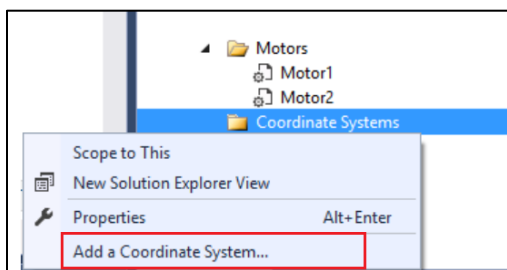 Motors
Motor1
Motor2
Coordinate Systems
Scope to This
New Solution Explorer View
Properties Alt+Enter
Add a Coordinate System...